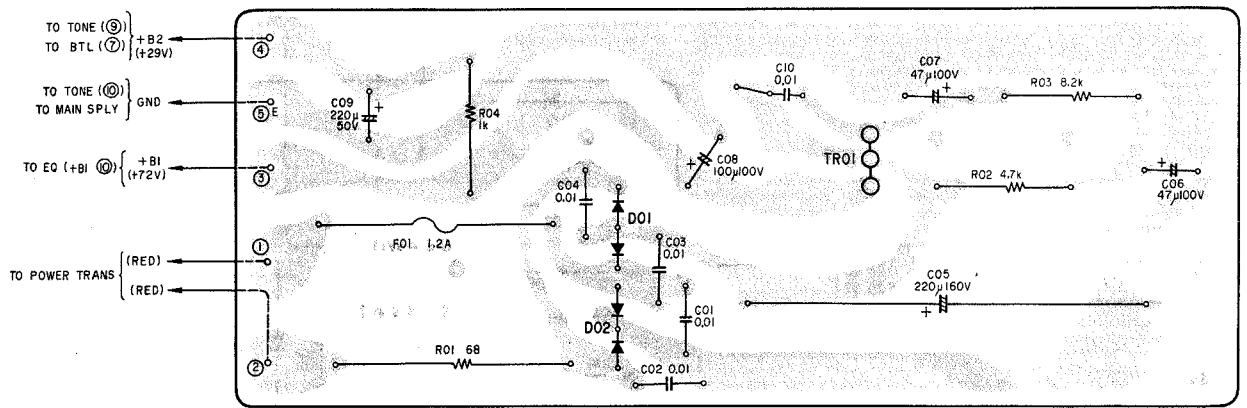 TO TONE (⑨)
TO BTL (⑦)
+B2
(+29V)
④
TO TONE (⑩)
TO MAIN SPLY
GND
⑤ E
TO EQ (+B1 ⑩)
+B1
(+72V)
③
①
TO POWER TRANS
(RED)
(RED)
②
C09
220μ
50V
R04
1k
C10
0.01
C07
47μ100V
+
R03 8.2k
+
C08
100μ100V
TR01
R02 4.7k
+
C06
47μ100V
C04
0.01
D01
F01 1.2A
C03
0.01
C05
220μ160V
+
C01
0.01
D02
R01 68
C02 0.01